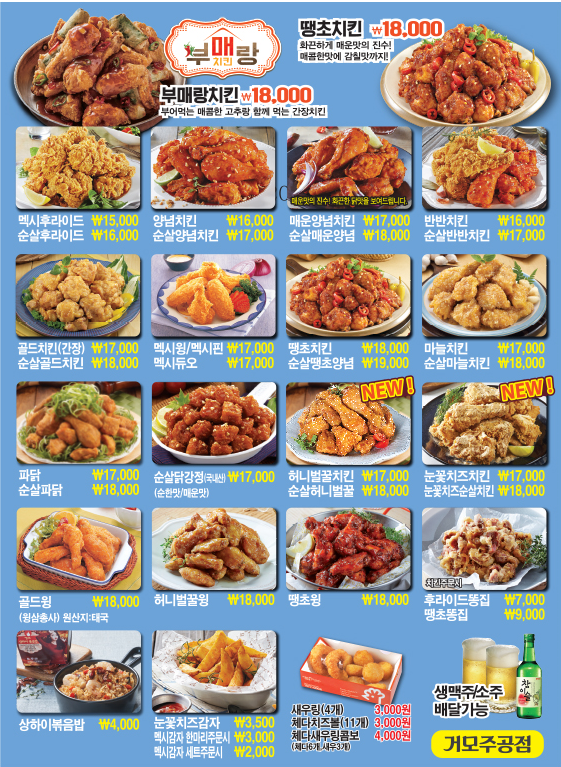 부매랑
치킨
땡초치킨 ₩18,000
화끈하게 매운맛의 진수!
매콤한맛에 감칠맛까지!
부매랑치킨 ₩18,000
부어먹는 매콤한 고추랑 함께 먹는 간장치킨
매운맛의 진수! 화끈한 닭맛을 보여드립니다.
멕시후라이드 ₩15,000
순살후라이드 ₩16,000
양념치킨 ₩16,000
순살양념치킨 ₩17,000
매운양념치킨 ₩17,000
순살매운양념 ₩18,000
반반치킨 ₩16,000
순살반반치킨 ₩17,000
골드치킨(간장) ₩17,000
순살골드치킨 ₩18,000
멕시윙/멕시핀 ₩17,000
멕시듀오 ₩17,000
땡초치킨 ₩18,000
순살땡초양념 ₩19,000
마늘치킨 ₩17,000
순살마늘치킨 ₩18,000
NEW!
NEW!
파닭 ₩17,000
순살파닭 ₩18,000
순살닭강정(국내산) ₩17,000
(순한맛/매운맛)
허니벌꿀치킨 ₩17,000
순살허니벌꿀 ₩18,000
눈꽃치즈치킨 ₩17,000
눈꽃치즈순살치킨 ₩18,000
골드윙 ₩18,000
(윙삼총사) 원산지:태국
허니벌꿀윙 ₩18,000
땡초윙 ₩18,000
치킨주문시
후라이드똥집 ₩7,000
땡초똥집 ₩9,000
상하이볶음밥 ₩4,000
눈꽃치즈감자 ₩3,500
멕시감자 한마리주문시 ₩3,000
멕시감자 세트주문시 ₩2,000
새우링(4개) 3,000원
체다치즈볼(11개) 3,000원
체다새우링콤보 4,000원
(체다6개,새우3개)
참이슬
생맥주/소주
배달가능
거모주공점